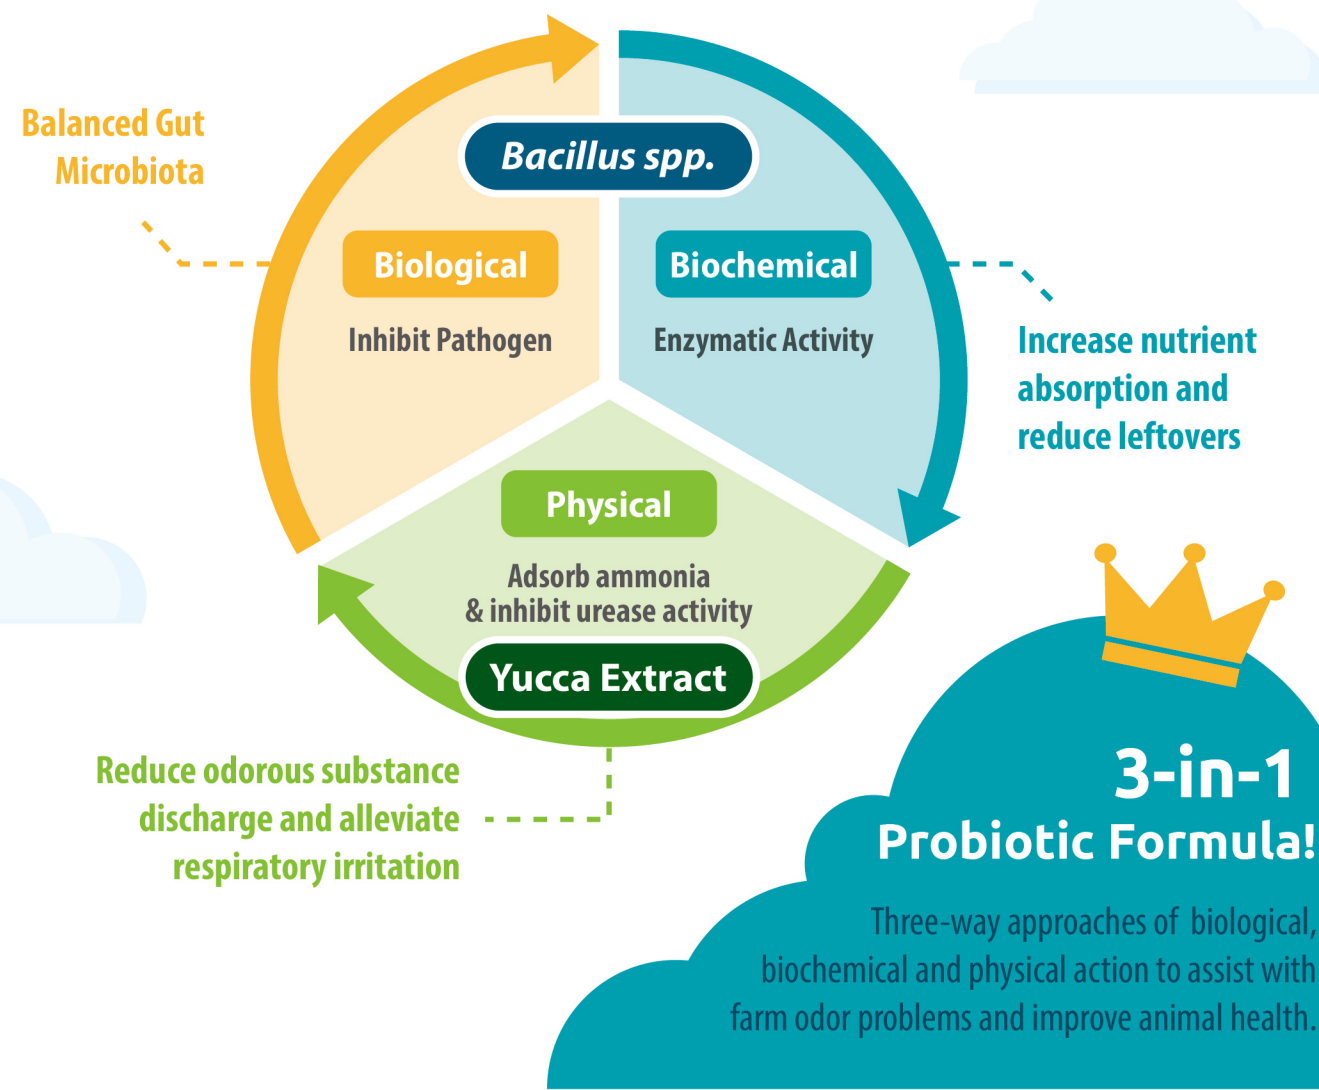 Balanced Gut
Microbiota
Bacillus spp.
Biological
Inhibit Pathogen
Biochemical
Enzymatic Activity
Increase nutrient
absorption and
reduce leftovers
Physical
Adsorb ammonia
& inhibit urease activity
Yucca Extract
Reduce odorous substance
discharge and alleviate
respiratory irritation
3-in-1
Probiotic Formula!
Three-way approaches of biological,
biochemical and physical action to assist with
farm odor problems and improve animal health.